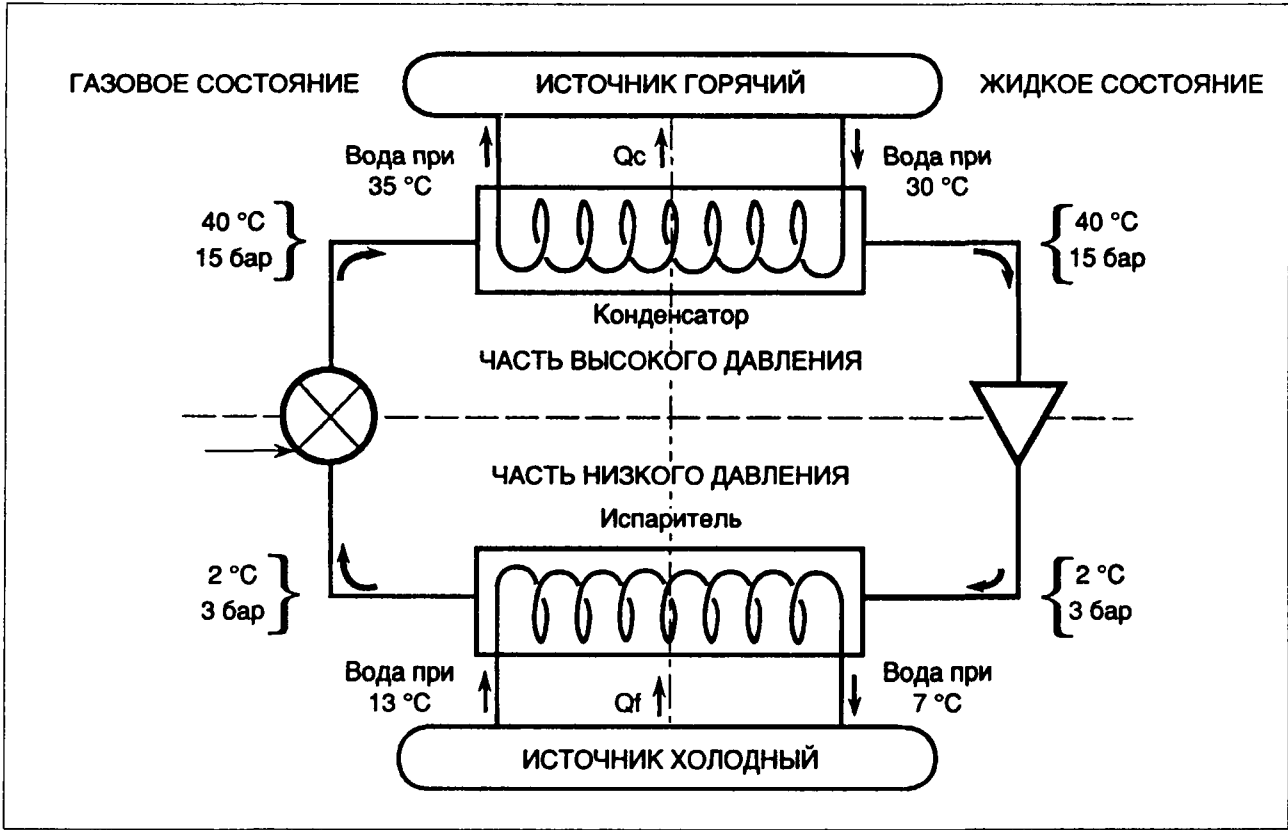 ГАЗОВОЕ СОСТОЯНИЕ
ИСТОЧНИК ГОРЯЧИЙ
ЖИДКОЕ СОСТОЯНИЕ
Вода при
35 °C
Qc
Вода при
30 °C
40 °C
15 бар
40 °C
15 бар
Конденсатор
ЧАСТЬ ВЫСОКОГО ДАВЛЕНИЯ
ЧАСТЬ НИЗКОГО ДАВЛЕНИЯ
Испаритель
2 °C
3 бар
2 °C
3 бар
Вода при
13 °C
Qf
Вода при
7 °C
ИСТОЧНИК ХОЛОДНЫЙ